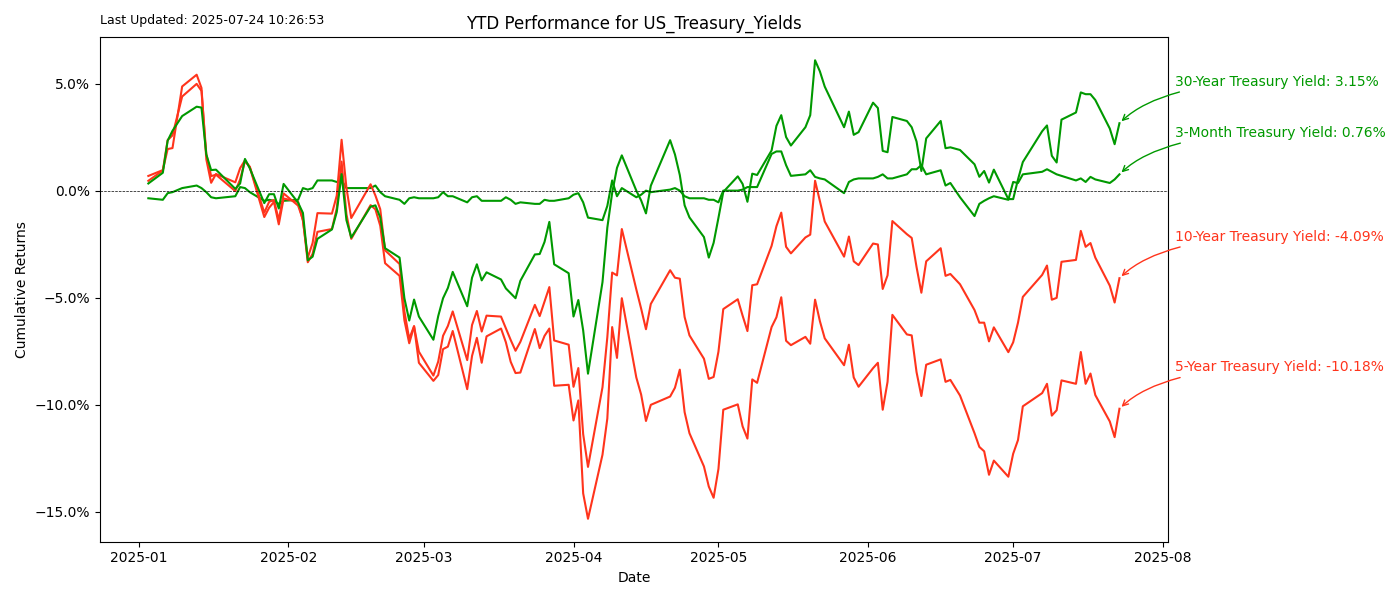 Last Updated: 2025-07-24 10:26:53
YTD Performance for US_Treasury_Yields
5.0%
0.0%
−5.0%
−10.0%
−15.0%
Cumulative Returns
30-Year Treasury Yield: 3.15%
3-Month Treasury Yield: 0.76%
10-Year Treasury Yield: -4.09%
5-Year Treasury Yield: -10.18%
2025-01
2025-02
2025-03
2025-04
2025-05
2025-06
2025-07
2025-08
Date